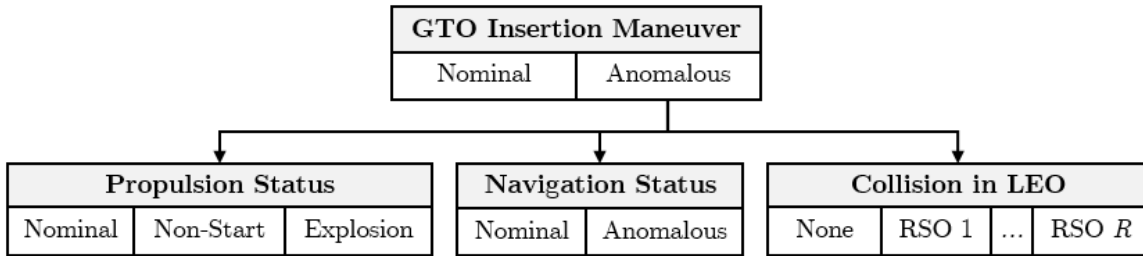 GTO Insertion Maneuver
Nominal Anomalous
Propulsion Status Navigation Status Collision in LEO
Nominal Non-Start Explosion Nominal Anomalous None RSO 1 ... RSO R